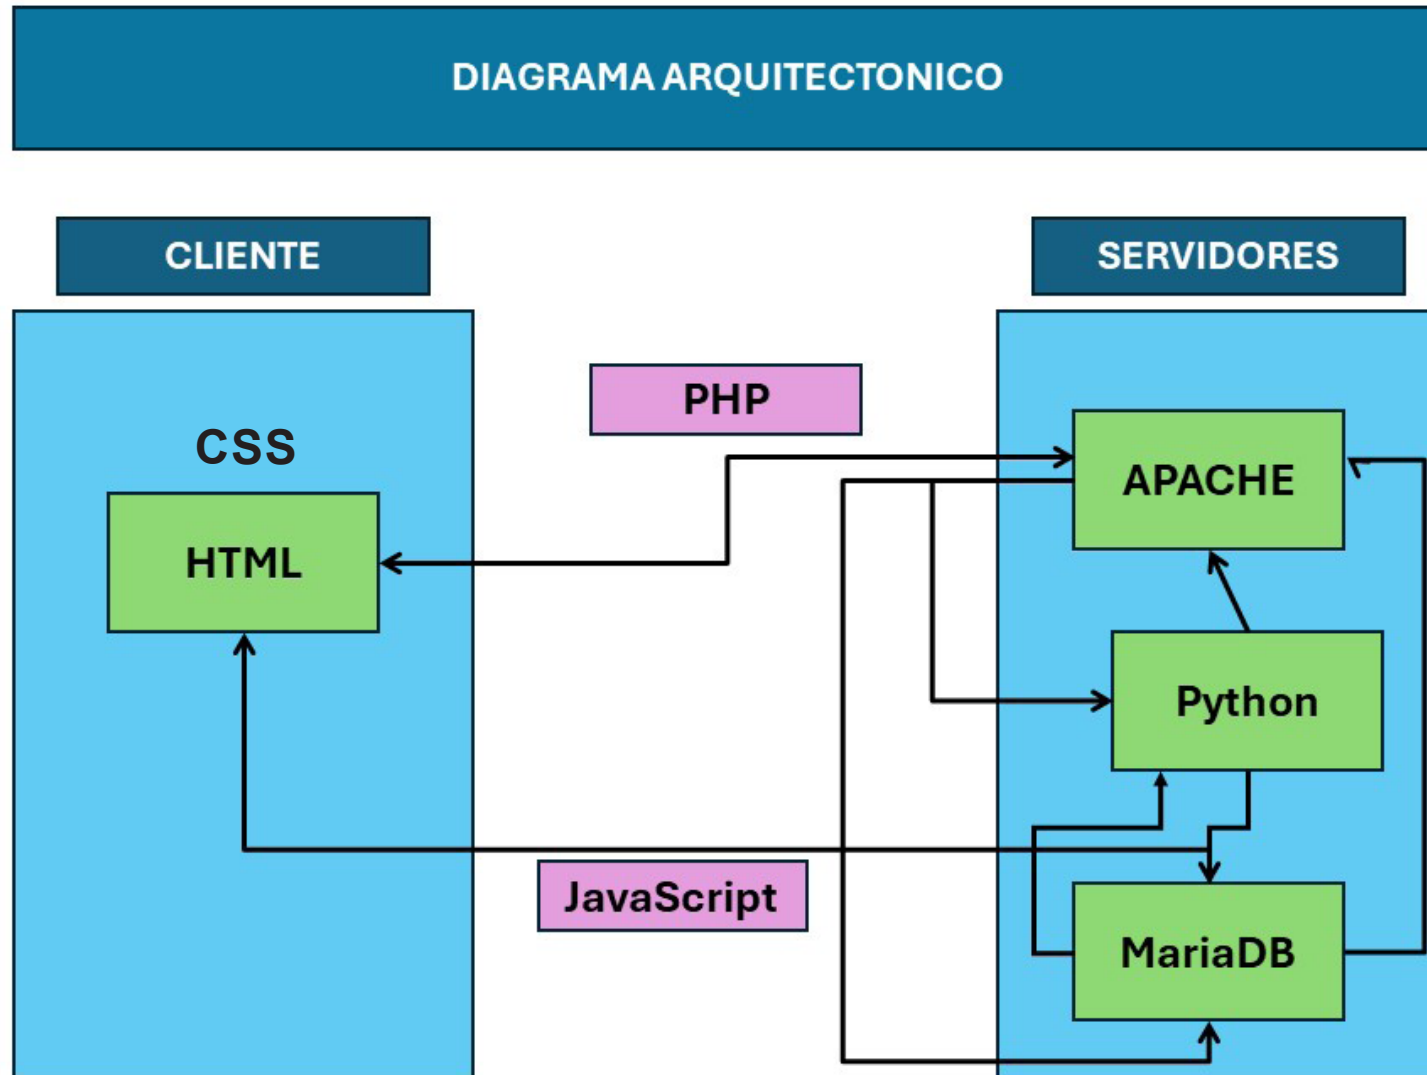 DIAGRAMA ARQUITECTONICO
CLIENTE
SERVIDORES
PHP
CSS
APACHE
HTML
Python
JavaScript
MariaDB